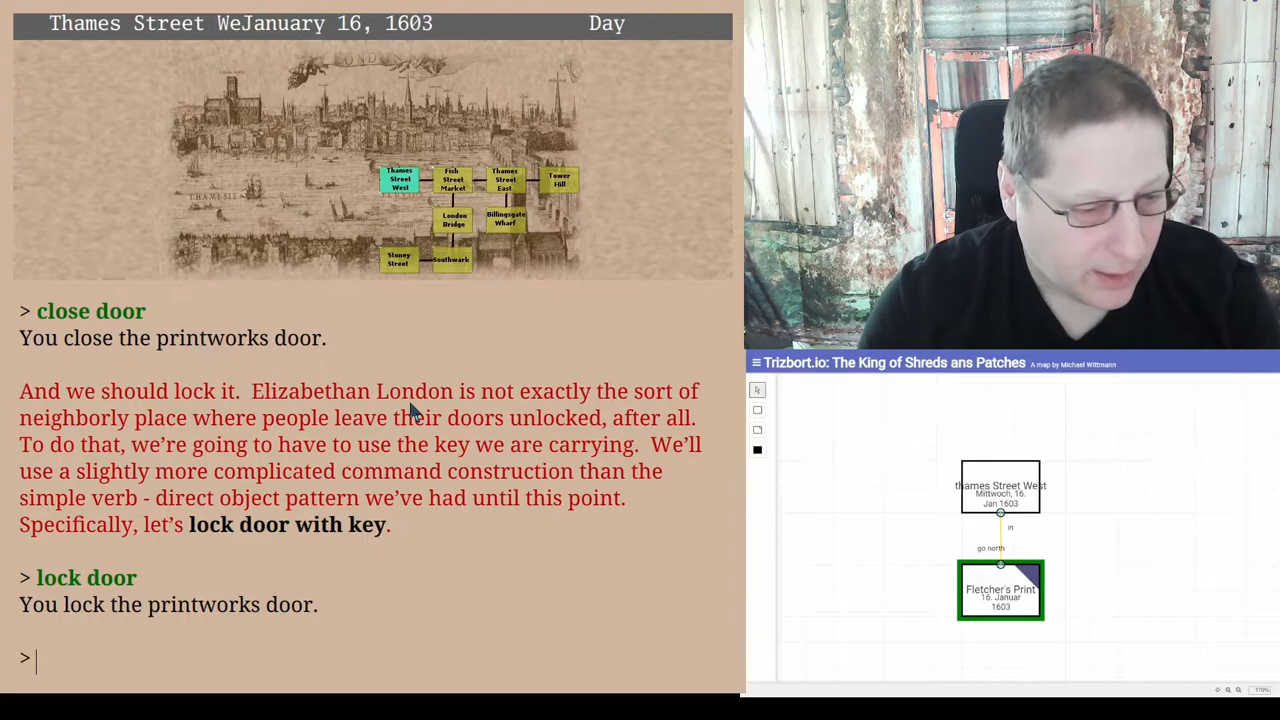 Thames Street WeJanuary 16, 1603 Day
LONDON
THAMESIS
Thames Street West
Fish Street Market
Thames Street East
Tower Hill
London Bridge
Billingsgate Wharf
Stoney Street
Southwark
> close door
You close the printworks door.
And we should lock it. Elizabethan London is not exactly the sort of
neighborly place where people leave their doors unlocked, after all.
To do that, we’re going to have to use the key we are carrying. We’ll
use a slightly more complicated command construction than the
simple verb - direct object pattern we’ve had until this point.
Specifically, let’s lock door with key.
> lock door
You lock the printworks door.
>
Trizbort.io: The King of Shreds ans Patches A map by Michael Wittmann
thames Street West
Mittwoch, 16.
Jan 1603
in
go north
Fletcher's Print
16. Januar
1603
170%